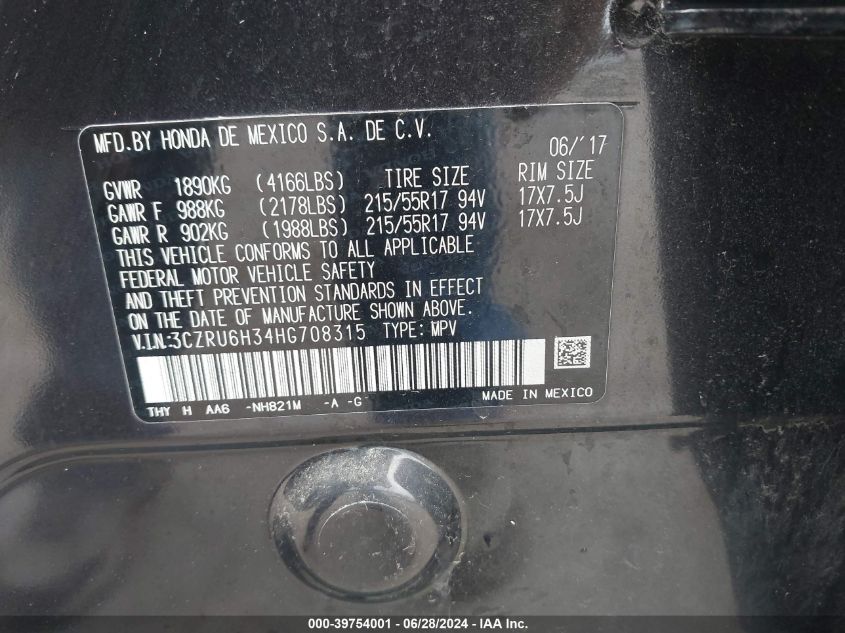 MFD.BY HONDA DE MEXICO S.A. DE C.V. 06/'17
GVWR 1890KG (4166LBS) TIRE SIZE RIM SIZE
GAWR F 988KG (2178LBS) 215/55R17 94V 17X7.5J
GAWR R 902KG (1988LBS) 215/55R17 94V 17X7.5J
THIS VEHICLE CONFORMS TO ALL APPLICABLE
FEDERAL MOTOR VEHICLE SAFETY
AND THEFT PREVENTION STANDARDS IN EFFECT
ON THE DATE OF MANUFACTURE SHOWN ABOVE.
V.I.N:3CZRU6H34HG708315 TYPE: MPV
THY H AA6 -NH821M -A -G MADE IN MEXICO
000-39754001 - 06/28/2024 - IAAI.com